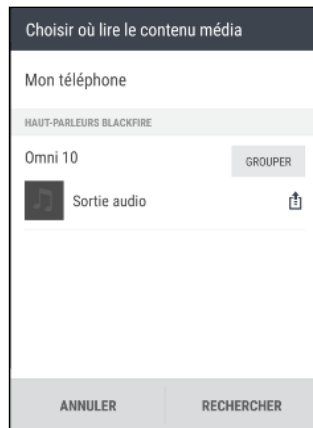 Choisir où lire le contenu média
Mon téléphone
HAUT-PARLEURS BLACKFIRE
Omni 10
GROUPER
Sortie audio
ANNULER
RECHERCHER